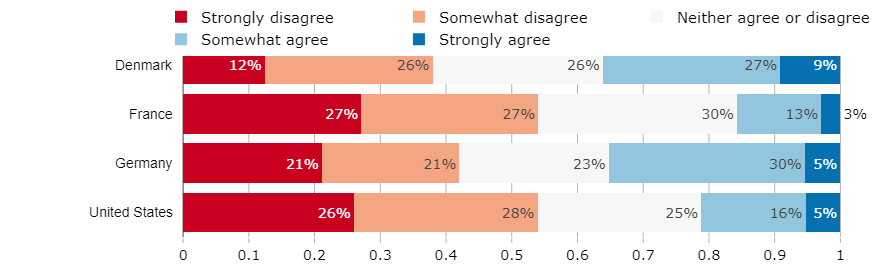 Strongly disagree Somewhat disagree Neither agree or disagree
Somewhat agree Strongly agree
Denmark 12% 26% 26% 27% 9%
France 27% 27% 30% 13% 3%
Germany 21% 21% 23% 30% 5%
United States 26% 28% 25% 16% 5%
0 0.1 0.2 0.3 0.4 0.5 0.6 0.7 0.8 0.9 1